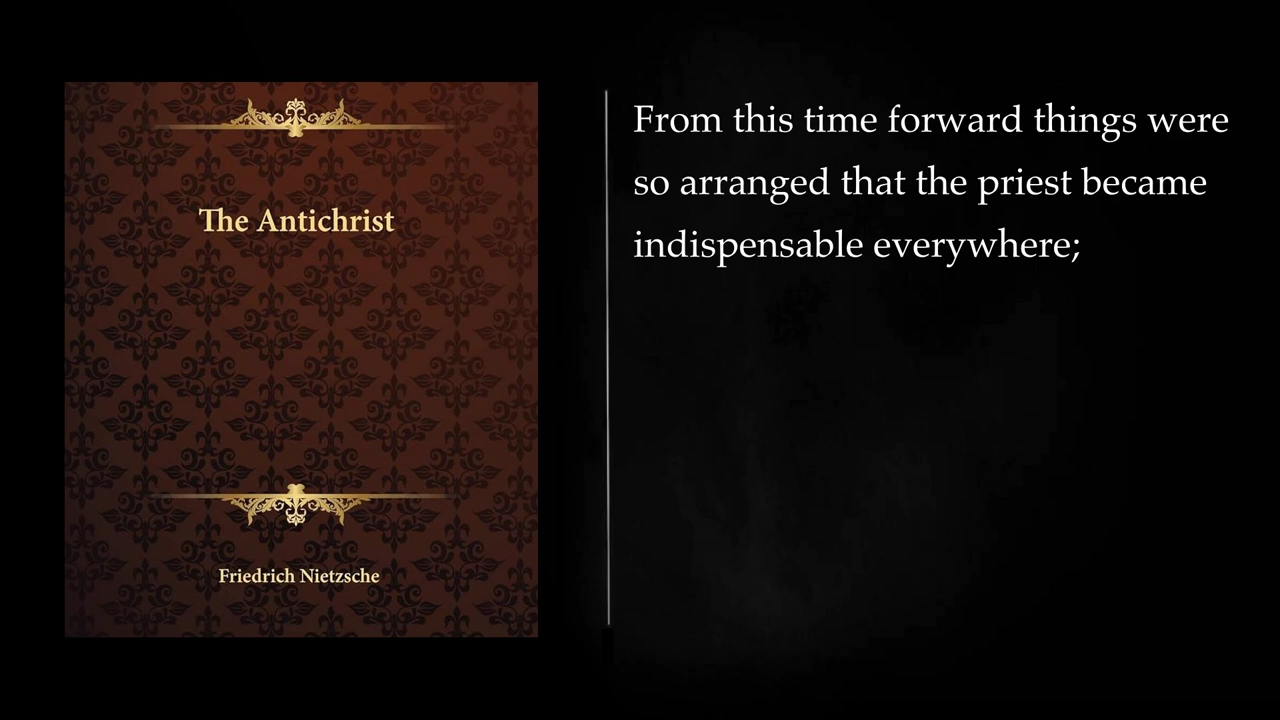 The Antichrist
Friedrich Nietzsche
From this time forward things were
so arranged that the priest became
indispensable everywhere;